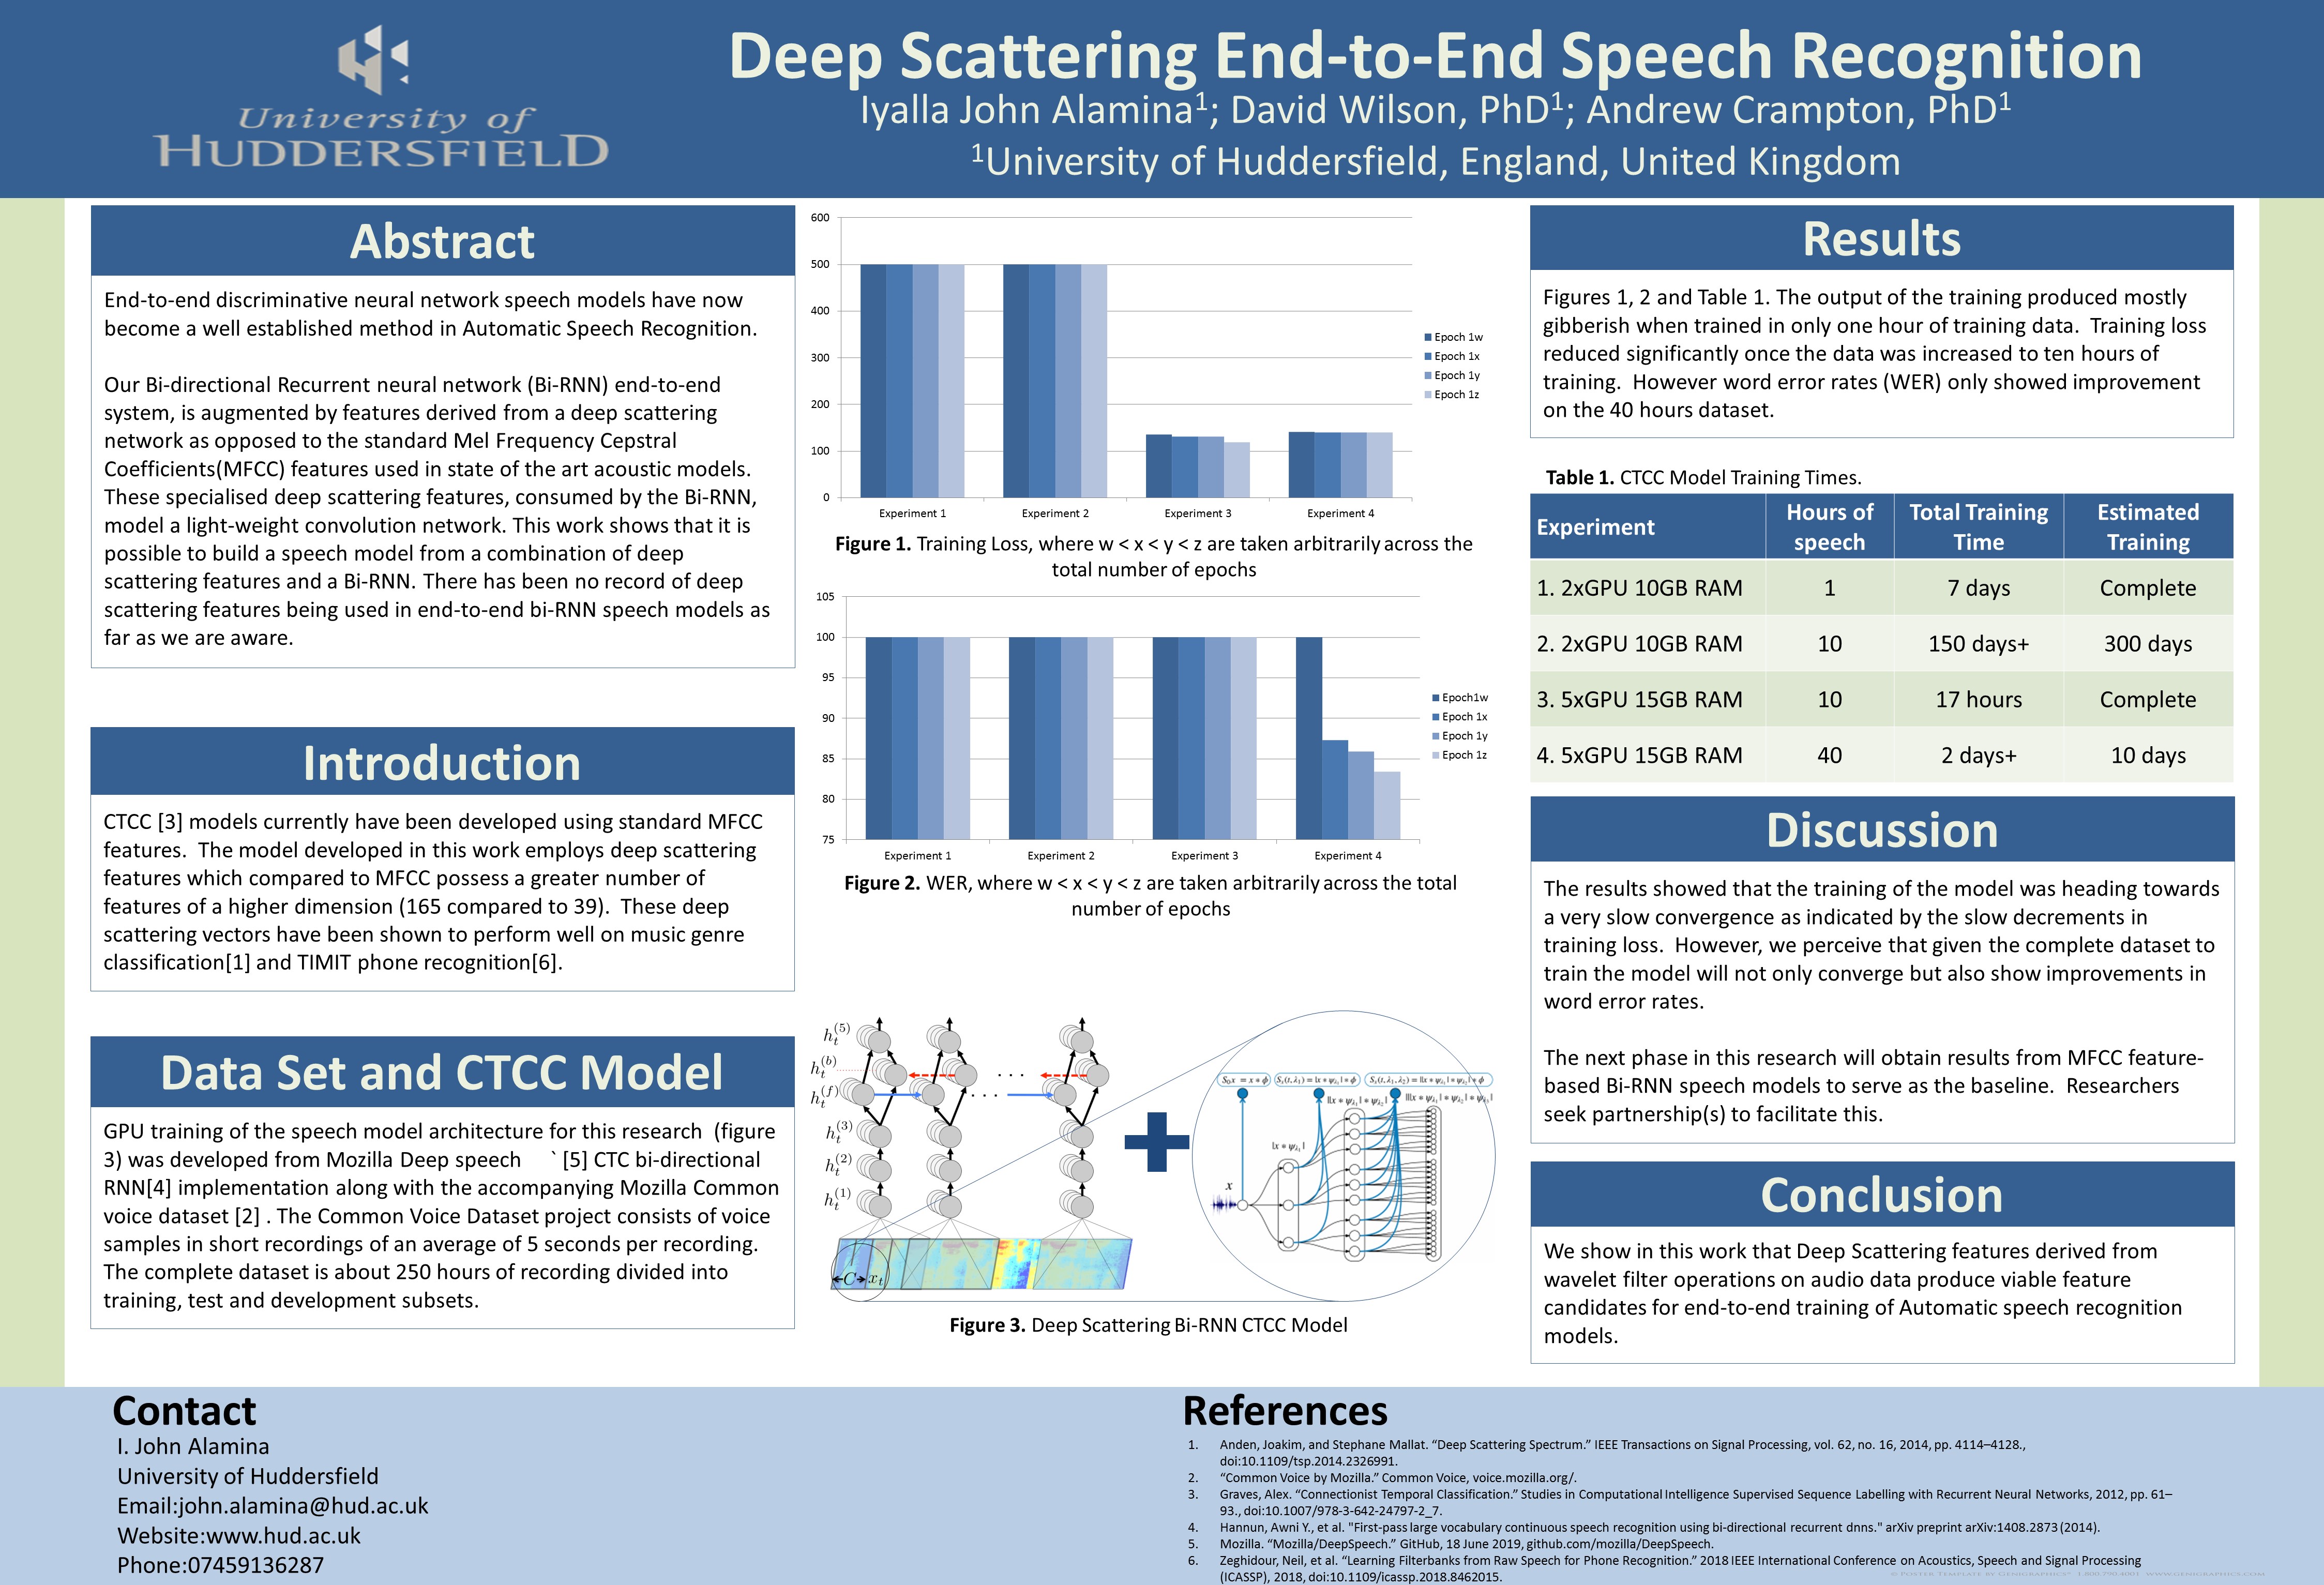 University of
HUDDERSFIELD
Deep Scattering End-to-End Speech Recognition
Iyalla John Alamina1; David Wilson, PhD1; Andrew Crampton, PhD1
1University of Huddersfield, England, United Kingdom
Abstract
End-to-end discriminative neural network speech models have now
become a well established method in Automatic Speech Recognition.
Our Bi-directional Recurrent neural network (Bi-RNN) end-to-end
system, is augmented by features derived from a deep scattering
network as opposed to the standard Mel Frequency Cepstral
Coefficients(MFCC) features used in state of the art acoustic models.
These specialised deep scattering features, consumed by the Bi-RNN,
model a light-weight convolution network. This work shows that it is
possible to build a speech model from a combination of deep
scattering features and a Bi-RNN. There has been no record of deep
scattering features being used in end-to-end bi-RNN speech models as
far as we are aware.
Introduction
CTCC [3] models currently have been developed using standard MFCC
features.  The model developed in this work employs deep scattering
features which compared to MFCC possess a greater number of
features of a higher dimension (165 compared to 39).  These deep
scattering vectors have been shown to perform well on music genre
classification[1] and TIMIT phone recognition[6].
Data Set and CTCC Model
GPU training of the speech model architecture for this research  (figure
3) was developed from Mozilla Deep speech    ` [5] CTC bi-directional
RNN[4] implementation along with the accompanying Mozilla Common
voice dataset [2] . The Common Voice Dataset project consists of voice
samples in short recordings of an average of 5 seconds per recording.
The complete dataset is about 250 hours of recording divided into
training, test and development subsets.
600
500
400
300
200
100
0
Experiment 1 Experiment 2 Experiment 3 Experiment 4
Epoch 1w
Epoch 1x
Epoch 1y
Epoch 1z
Figure 1. Training Loss, where w < x < y < z are taken arbitrarily across the
total number of epochs
105
100
95
90
85
80
75
Experiment 1 Experiment 2 Experiment 3 Experiment 4
Epoch1w
Epoch 1x
Epoch 1y
Epoch 1z
Figure 2. WER, where w < x < y < z are taken arbitrarily across the total
number of epochs
h_t^(5)
h_t^(b)
h_t^(f)
h_t^(3)
h_t^(2)
h_t^(1)
C x_t
S₀x = x * ϕ
x
|x * ψλ₁|
Figure 3. Deep Scattering Bi-RNN CTCC Model
Results
Figures 1, 2 and Table 1. The output of the training produced mostly
gibberish when trained in only one hour of training data.  Training loss
reduced significantly once the data was increased to ten hours of
training.  However word error rates (WER) only showed improvement
on the 40 hours dataset.
Table 1. CTCC Model Training Times.
Experiment Hours of speech Total Training Time Estimated Training
1. 2xGPU 10GB RAM 1 7 days Complete
2. 2xGPU 10GB RAM 10 150 days+ 300 days
3. 5xGPU 15GB RAM 10 17 hours Complete
4. 5xGPU 15GB RAM 40 2 days+ 10 days
Discussion
The results showed that the training of the model was heading towards
a very slow convergence as indicated by the slow decrements in
training loss.  However, we perceive that given the complete dataset to
train the model will not only converge but also show improvements in
word error rates.
The next phase in this research will obtain results from MFCC feature-
based Bi-RNN speech models to serve as the baseline.  Researchers
seek partnership(s) to facilitate this.
Conclusion
We show in this work that Deep Scattering features derived from
wavelet filter operations on audio data produce viable feature
candidates for end-to-end training of Automatic speech recognition
models.
Contact
I. John Alamina
University of Huddersfield
Email:john.alamina@hud.ac.uk
Website:www.hud.ac.uk
Phone:07459136287
References
1. Anden, Joakim, and Stephane Mallat. “Deep Scattering Spectrum.” IEEE Transactions on Signal Processing, vol. 62, no. 16, 2014, pp. 4114–4128.,
doi:10.1109/tsp.2014.2326991.
2. “Common Voice by Mozilla.” Common Voice, voice.mozilla.org/.
3. Graves, Alex. “Connectionist Temporal Classification.” Studies in Computational Intelligence Supervised Sequence Labelling with Recurrent Neural Networks, 2012, pp. 61–
93., doi:10.1007/978-3-642-24797-2_7.
4. Hannun, Awni Y., et al. "First-pass large vocabulary continuous speech recognition using bi-directional recurrent dnns." arXiv preprint arXiv:1408.2873 (2014).
5. Mozilla. “Mozilla/DeepSpeech.” GitHub, 18 June 2019, github.com/mozilla/DeepSpeech.
6. Zeghidour, Neil, et al. “Learning Filterbanks from Raw Speech for Phone Recognition.” 2018 IEEE International Conference on Acoustics, Speech and Signal Processing
(ICASSP), 2018, doi:10.1109/icassp.2018.8462015.